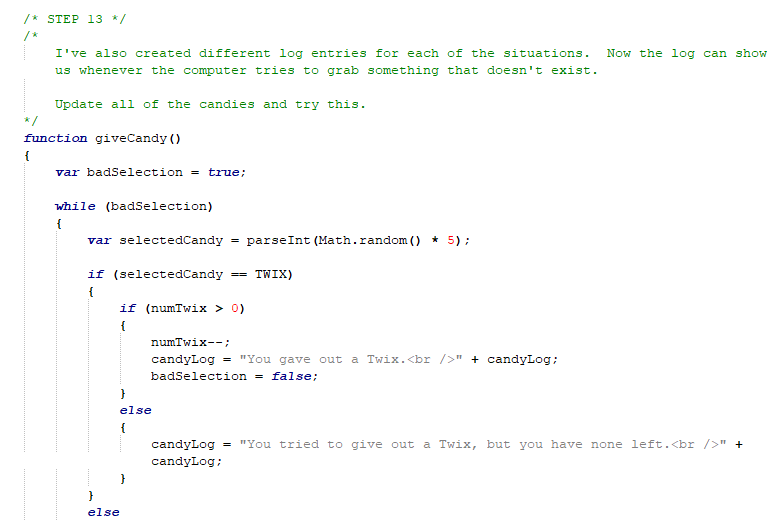 /* STEP 13 */
/*
I've also created different log entries for each of the situations.  Now the log can show
us whenever the computer tries to grab something that doesn't exist.
Update all of the candies and try this.
*/
function giveCandy()
{
var badSelection = true;
while (badSelection)
{
var selectedCandy = parseInt(Math.random() * 5);
if (selectedCandy == TWIX)
{
if (numTwix > 0)
{
numTwix--;
candyLog = "You gave out a Twix.<br />" + candyLog;
badSelection = false;
}
else
{
candyLog = "You tried to give out a Twix, but you have none left.<br />" +
candyLog;
}
}
else